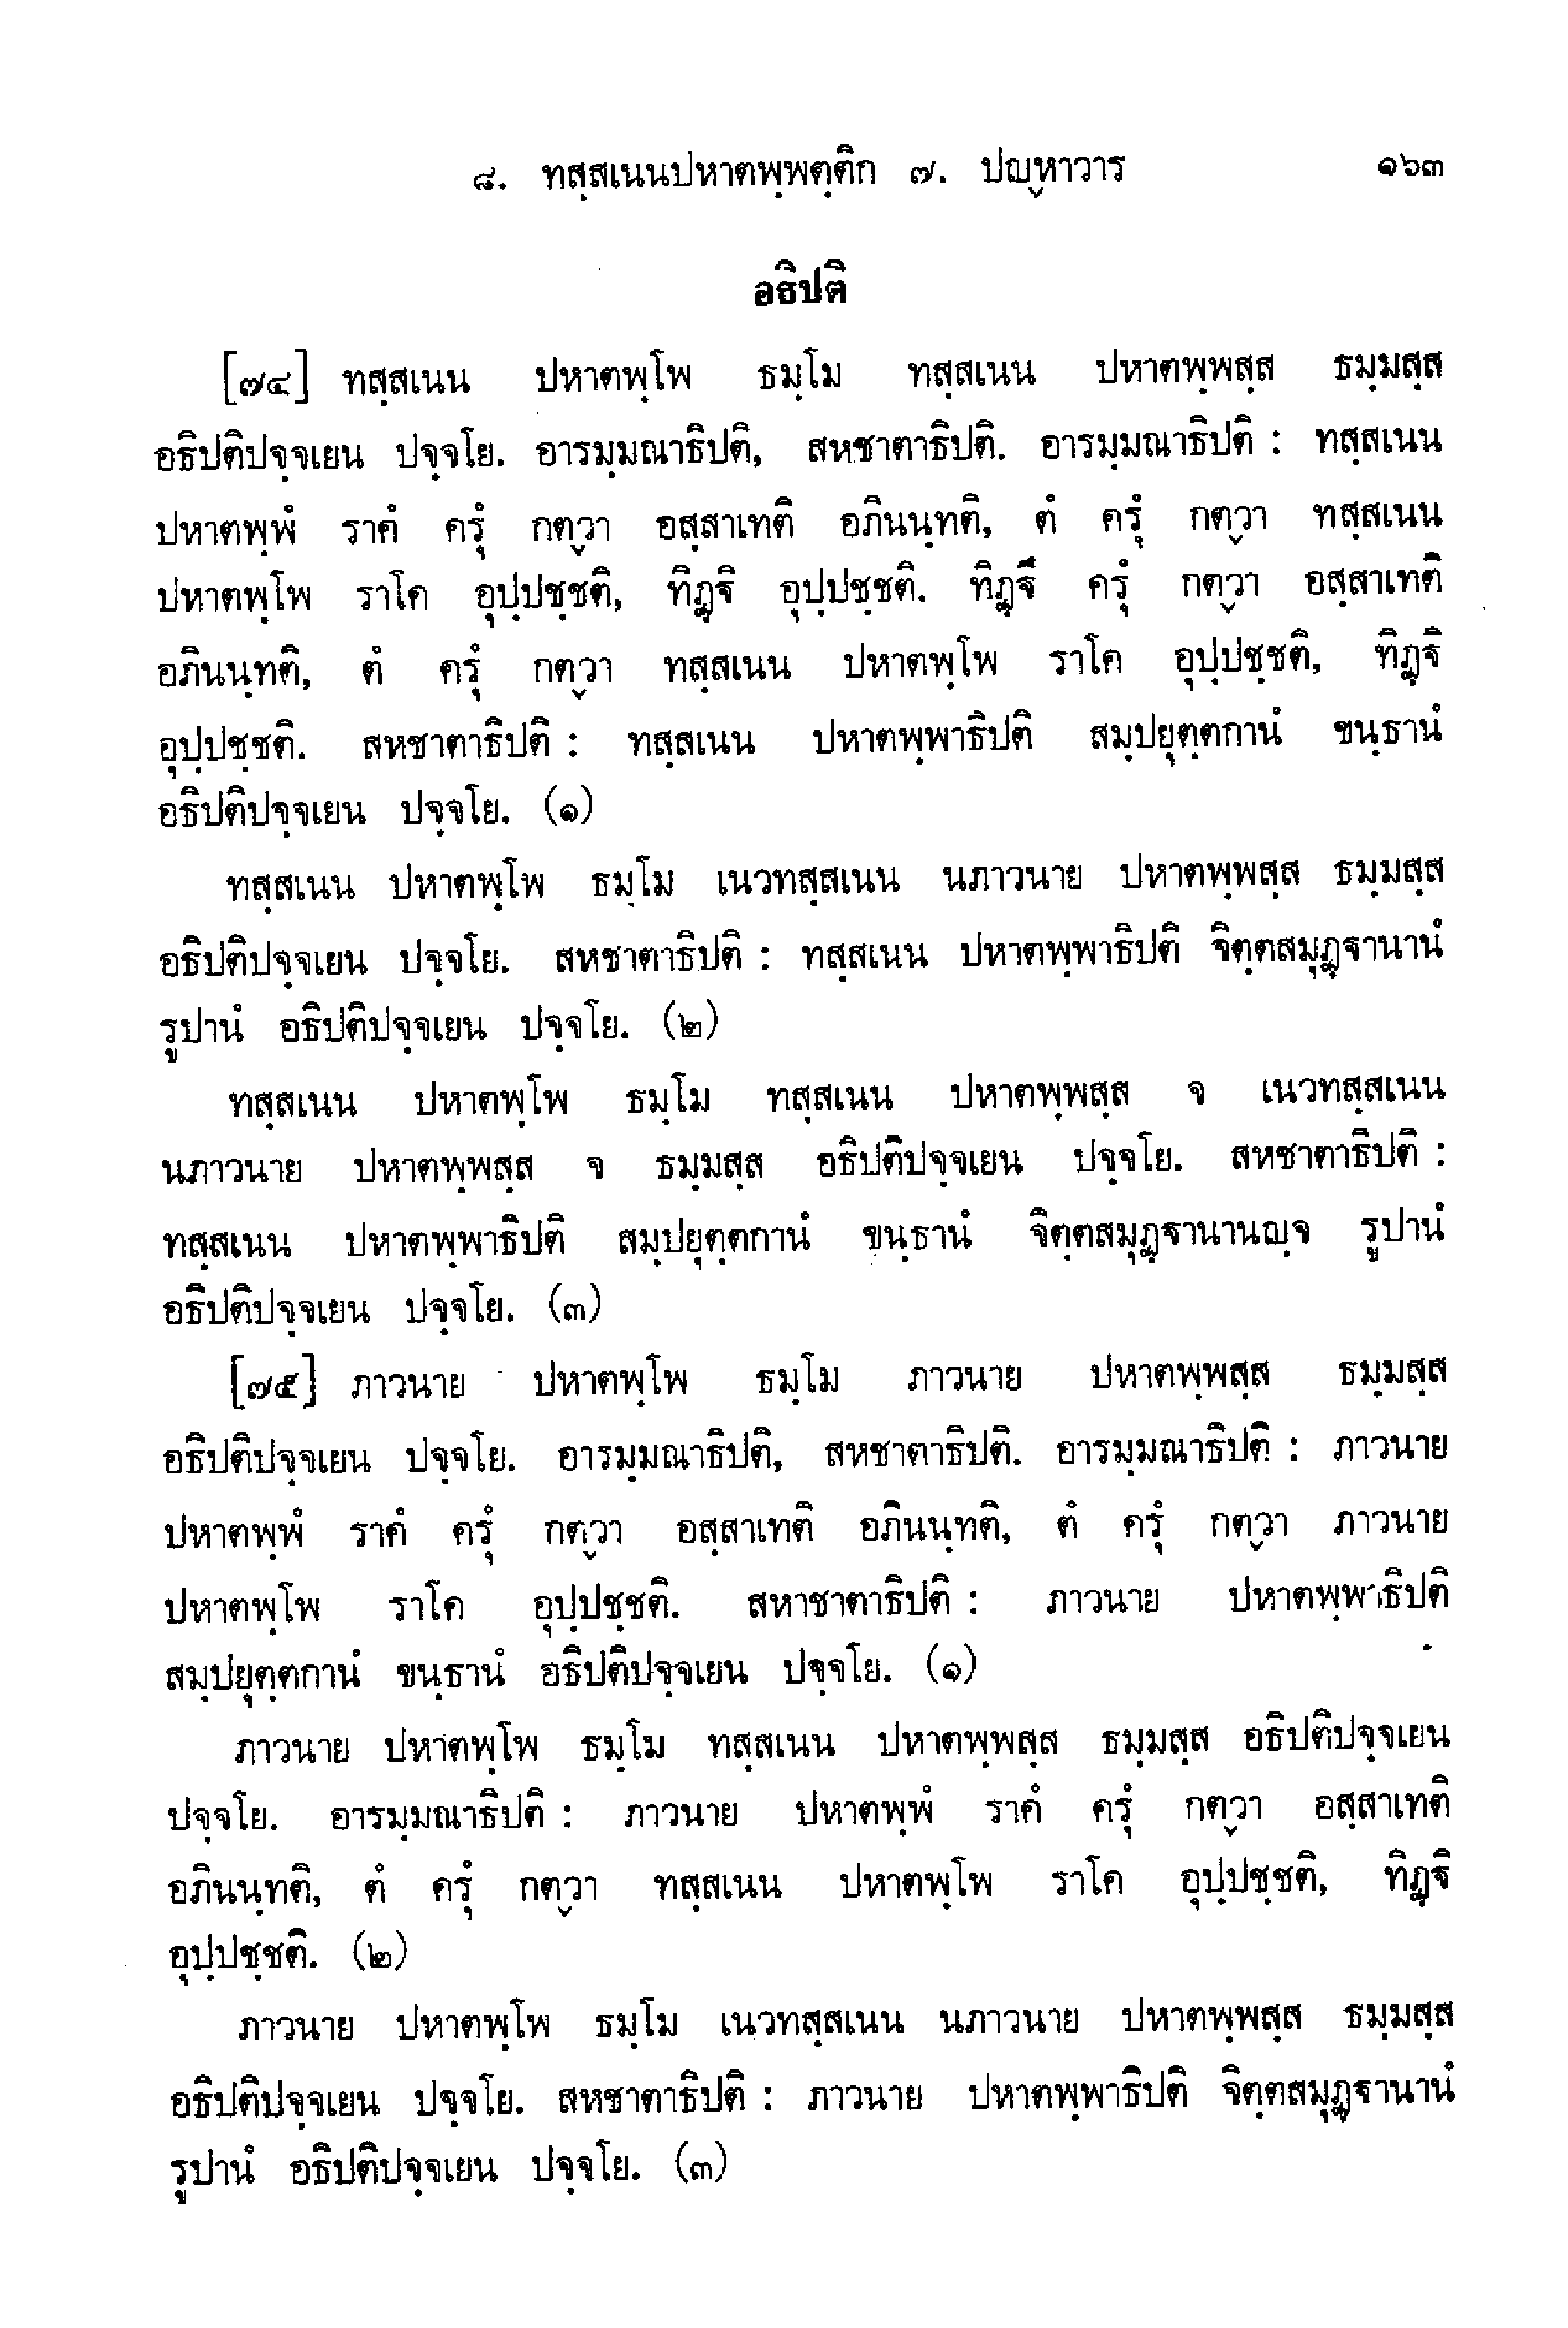 ๘. ทสฺสเนนปหาตพฺพตฺติก ๗. ปญฺหาวาร ๑๖๓
อธิปติ
[๗๔] ทสฺสเนน ปหาตพฺโพ ธมฺโม ทสฺสเนน ปหาตพฺพสฺส ธมฺมสฺส
อธิปติปจฺจเยน ปจฺจโย. อารมฺมณาธิปติ, สหชาตาธิปติ. อารมฺมณาธิปติ : ทสฺสเนน
ปหาตพฺพํ ราคํ ครุํ กตฺวา อสฺสาเทติ อภินนฺทติ, ตํ ครุํ กตฺวา ทสฺสเนน
ปหาตพฺโพ ราโค อุปฺปชฺชติ, ทิฏฺฐิ อุปฺปชฺชติ. ทิฏฺฐึ ครุํ กตฺวา อสฺสาเทติ
อภินนฺทติ, ตํ ครุํ กตฺวา ทสฺสเนน ปหาตพฺโพ ราโค อุปฺปชฺชติ, ทิฏฺฐิ
อุปฺปชฺชติ. สหชาตาธิปติ : ทสฺสเนน ปหาตพฺพาธิปติ สมฺปยุตฺตกานํ ขนฺธานํ
อธิปติปจฺจเยน ปจฺจโย. (๑)
ทสฺสเนน ปหาตพฺโพ ธมฺโม เนวทสฺสเนน นภาวนาย ปหาตพฺพสฺส ธมฺมสฺส
อธิปติปจฺจเยน ปจฺจโย. สหชาตาธิปติ : ทสฺสเนน ปหาตพฺพาธิปติ จิตฺตสมุฏฺฐานานํ
รูปานํ อธิปติปจฺจเยน ปจฺจโย. (๒)
ทสฺสเนน ปหาตพฺโพ ธมฺโม ทสฺสเนน ปหาตพฺพสฺส จ เนวทสฺสเนน
นภาวนาย ปหาตพฺพสฺส จ ธมฺมสฺส อธิปติปจฺจเยน ปจฺจโย. สหชาตาธิปติ :
ทสฺสเนน ปหาตพฺพาธิปติ สมฺปยุตฺตกานํ ขนฺธานํ จิตฺตสมุฏฺฐานานญฺจ รูปานํ
อธิปติปจฺจเยน ปจฺจโย. (๓)
[๗๕] ภาวนาย ปหาตพฺโพ ธมฺโม ภาวนาย ปหาตพฺพสฺส ธมฺมสฺส
อธิปติปจฺจเยน ปจฺจโย. อารมฺมณาธิปติ, สหชาตาธิปติ. อารมฺมณาธิปติ : ภาวนาย
ปหาตพฺพํ ราคํ ครุํ กตฺวา อสฺสาเทติ อภินนฺทติ, ตํ ครุํ กตฺวา ภาวนาย
ปหาตพฺโพ ราโค อุปฺปชฺชติ. สหาชาตาธิปติ : ภาวนาย ปหาตพฺพาธิปติ
สมฺปยุตฺตกานํ ขนฺธานํ อธิปติปจฺจเยน ปจฺจโย. (๑)
ภาวนาย ปหาตพฺโพ ธมฺโม ทสฺสเนน ปหาตพฺพสฺส ธมฺมสฺส อธิปติปจฺจเยน
ปจฺจโย. อารมฺมณาธิปติ : ภาวนาย ปหาตพฺพํ ราคํ ครุํ กตฺวา อสฺสาเทติ
อภินนฺทติ, ตํ ครุํ กตฺวา ทสฺสเนน ปหาตพฺโพ ราโค อุปฺปชฺชติ, ทิฏฺฐิ
อุปฺปชฺชติ. (๒)
ภาวนาย ปหาตพฺโพ ธมฺโม เนวทสฺสเนน นภาวนาย ปหาตพฺพสฺส ธมฺมสฺส
อธิปติปจฺจเยน ปจฺจโย. สหชาตาธิปติ : ภาวนาย ปหาตพฺพาธิปติ จิตฺตสมุฏฺฐานานํ
รูปานํ อธิปติปจฺจเยน ปจฺจโย. (๓)